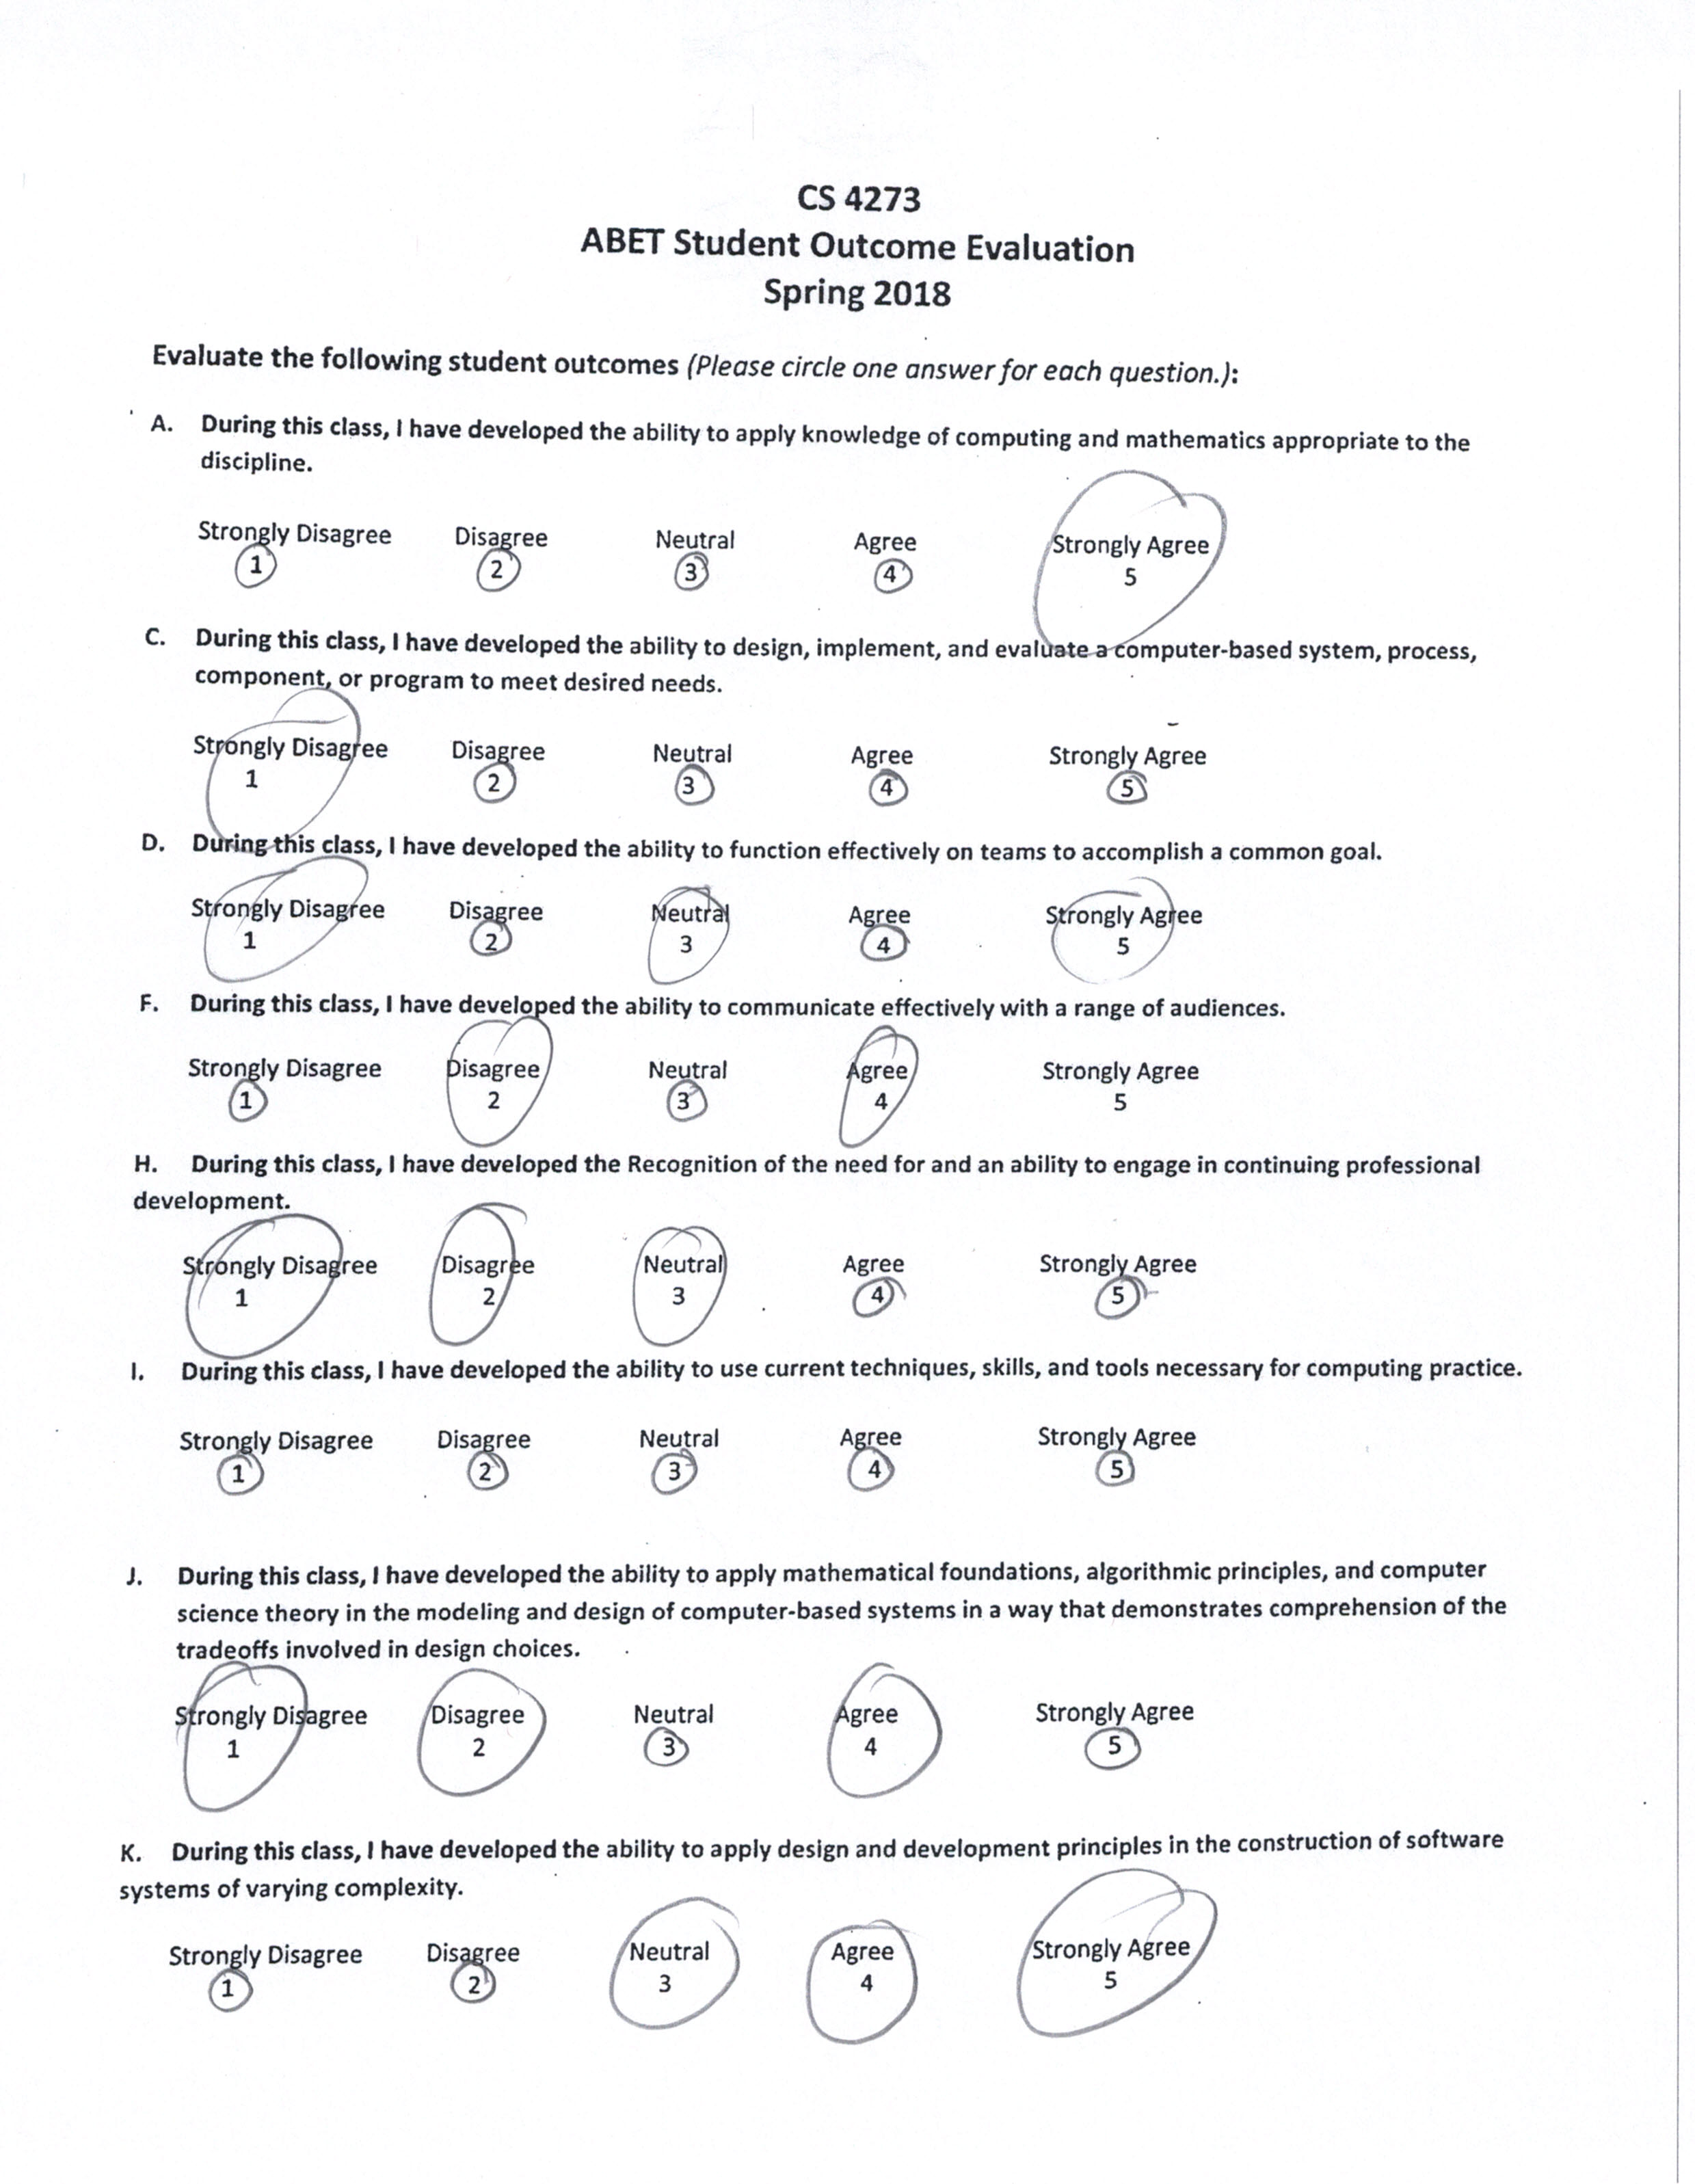 CS 4273
ABET Student Outcome Evaluation
Spring 2018
Evaluate the following student outcomes (Please circle one answer for each question.):
A. During this class, I have developed the ability to apply knowledge of computing and mathematics appropriate to the
discipline.
Strongly Disagree Disagree Neutral Agree Strongly Agree
1 2 3 4 5
C. During this class, I have developed the ability to design, implement, and evaluate a computer-based system, process,
component, or program to meet desired needs.
Strongly Disagree Disagree Neutral Agree Strongly Agree
1 2 3 4 5
D. During this class, I have developed the ability to function effectively on teams to accomplish a common goal.
Strongly Disagree Disagree Neutral Agree Strongly Agree
1 2 3 4 5
F. During this class, I have developed the ability to communicate effectively with a range of audiences.
Strongly Disagree Disagree Neutral Agree Strongly Agree
1 2 3 4 5
H. During this class, I have developed the Recognition of the need for and an ability to engage in continuing professional
development.
Strongly Disagree Disagree Neutral Agree Strongly Agree
1 2 3 4 5
I. During this class, I have developed the ability to use current techniques, skills, and tools necessary for computing practice.
Strongly Disagree Disagree Neutral Agree Strongly Agree
1 2 3 4 5
J. During this class, I have developed the ability to apply mathematical foundations, algorithmic principles, and computer
science theory in the modeling and design of computer-based systems in a way that demonstrates comprehension of the
tradeoffs involved in design choices.
Strongly Disagree Disagree Neutral Agree Strongly Agree
1 2 3 4 5
K. During this class, I have developed the ability to apply design and development principles in the construction of software
systems of varying complexity.
Strongly Disagree Disagree Neutral Agree Strongly Agree
1 2 3 4 5